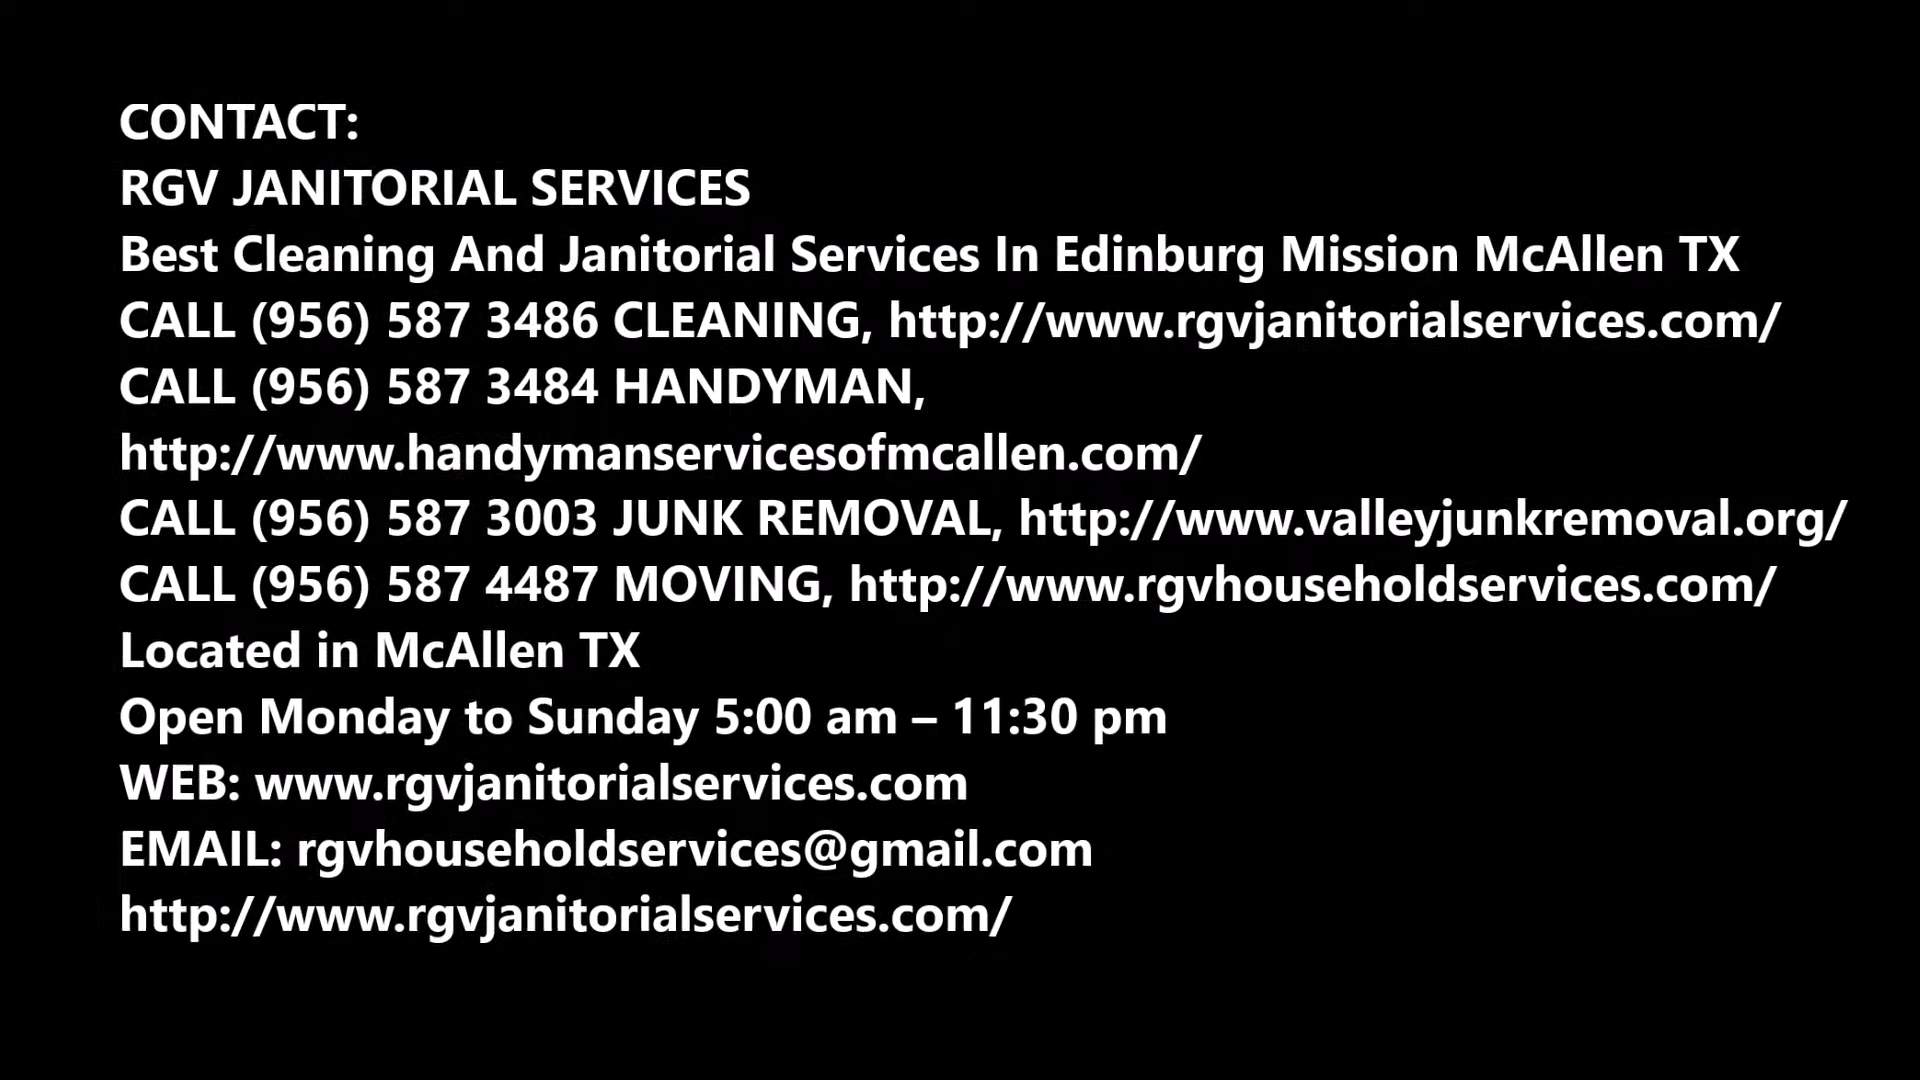 CONTACT:
RGV JANITORIAL SERVICES
Best Cleaning And Janitorial Services In Edinburg Mission McAllen TX
CALL (956) 587 3486 CLEANING, http://www.rgvjanitorialservices.com/
CALL (956) 587 3484 HANDYMAN,
http://www.handymanservicesofmcallen.com/
CALL (956) 587 3003 JUNK REMOVAL, http://www.valleyjunkremoval.org/
CALL (956) 587 4487 MOVING, http://www.rgvhouseholdservices.com/
Located in McAllen TX
Open Monday to Sunday 5:00 am – 11:30 pm
WEB: www.rgvjanitorialservices.com
EMAIL: rgvhouseholdservices@gmail.com
http://www.rgvjanitorialservices.com/